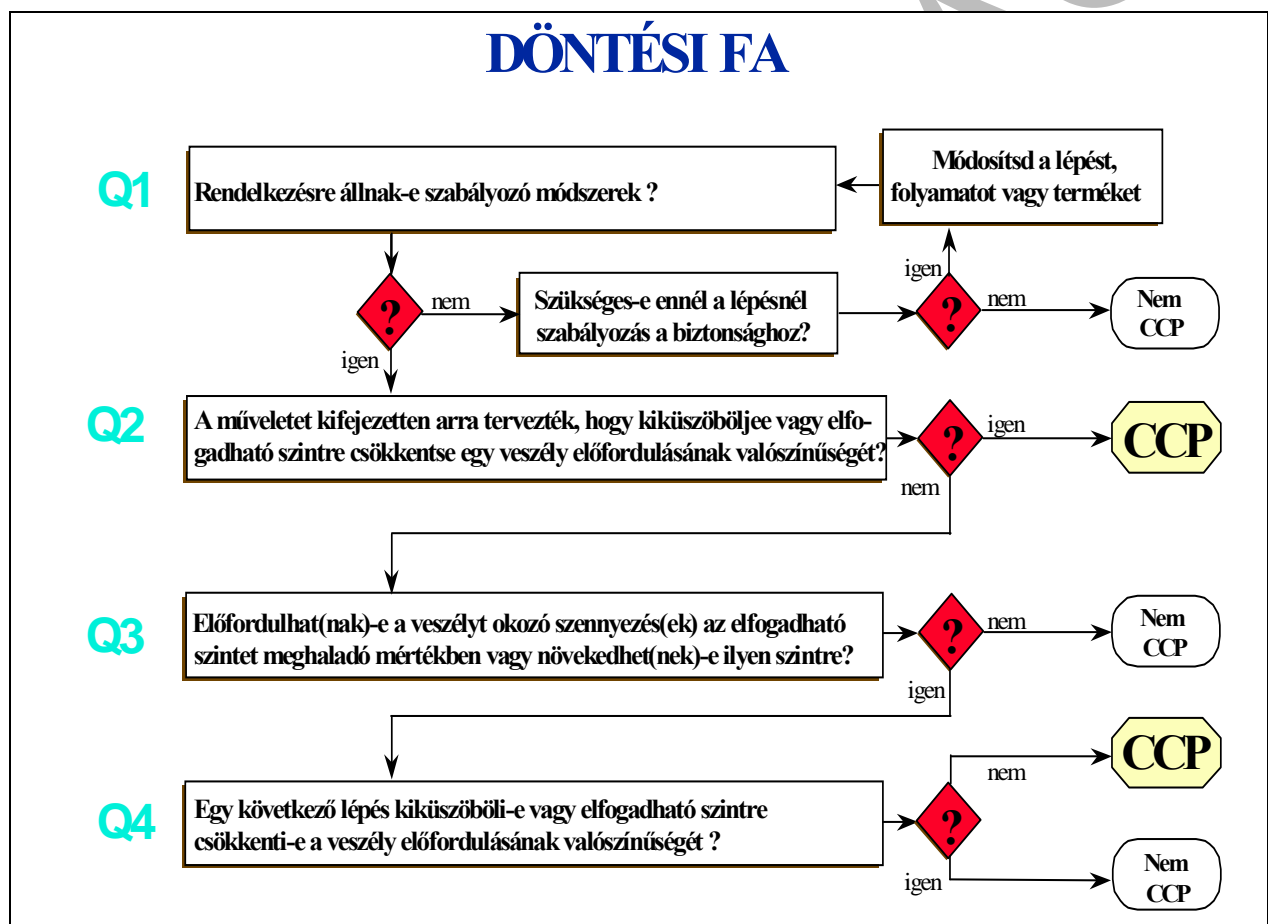 DÖNTÉSI FA
Q1
Rendelkezésre állnak-e szabályozó módszerek ?
Módosítsd a lépést,
folyamatot vagy terméket
?
nem
igen
Szükséges-e ennél a lépésnél
szabályozás a biztonsághoz?
igen
?
nem
Nem
CCP
Q2
A műveletet kifejezetten arra tervezték, hogy kiküszöböljee vagy elfo-
gadható szintre csökkentse egy veszély előfordulásának valószínűségét?
?
igen
nem
CCP
Q3
Előfordulhat(nak)-e a veszélyt okozó szennyezés(ek) az elfogadható
szintet meghaladó mértékben vagy növekedhet(nek)-e ilyen szintre?
?
nem
igen
Nem
CCP
Q4
Egy következő lépés kiküszöböli-e vagy elfogadható szintre
csökkenti-e a veszély előfordulásának valószínűségét ?
?
nem
CCP
igen
Nem
CCP